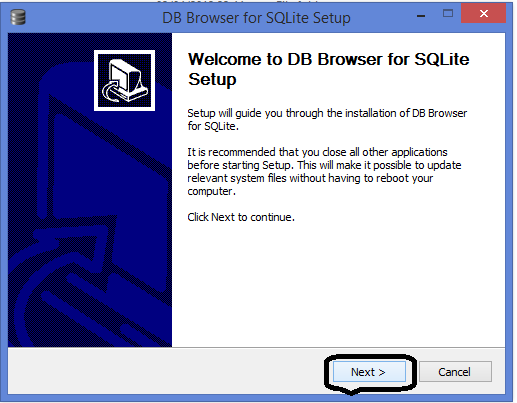 DB Browser for SQLite Setup
Welcome to DB Browser for SQLite
Setup
Setup will guide you through the installation of DB Browser
for SQLite.
It is recommended that you close all other applications
before starting Setup. This will make it possible to update
relevant system files without having to reboot your
computer.
Click Next to continue.
Next >
Cancel